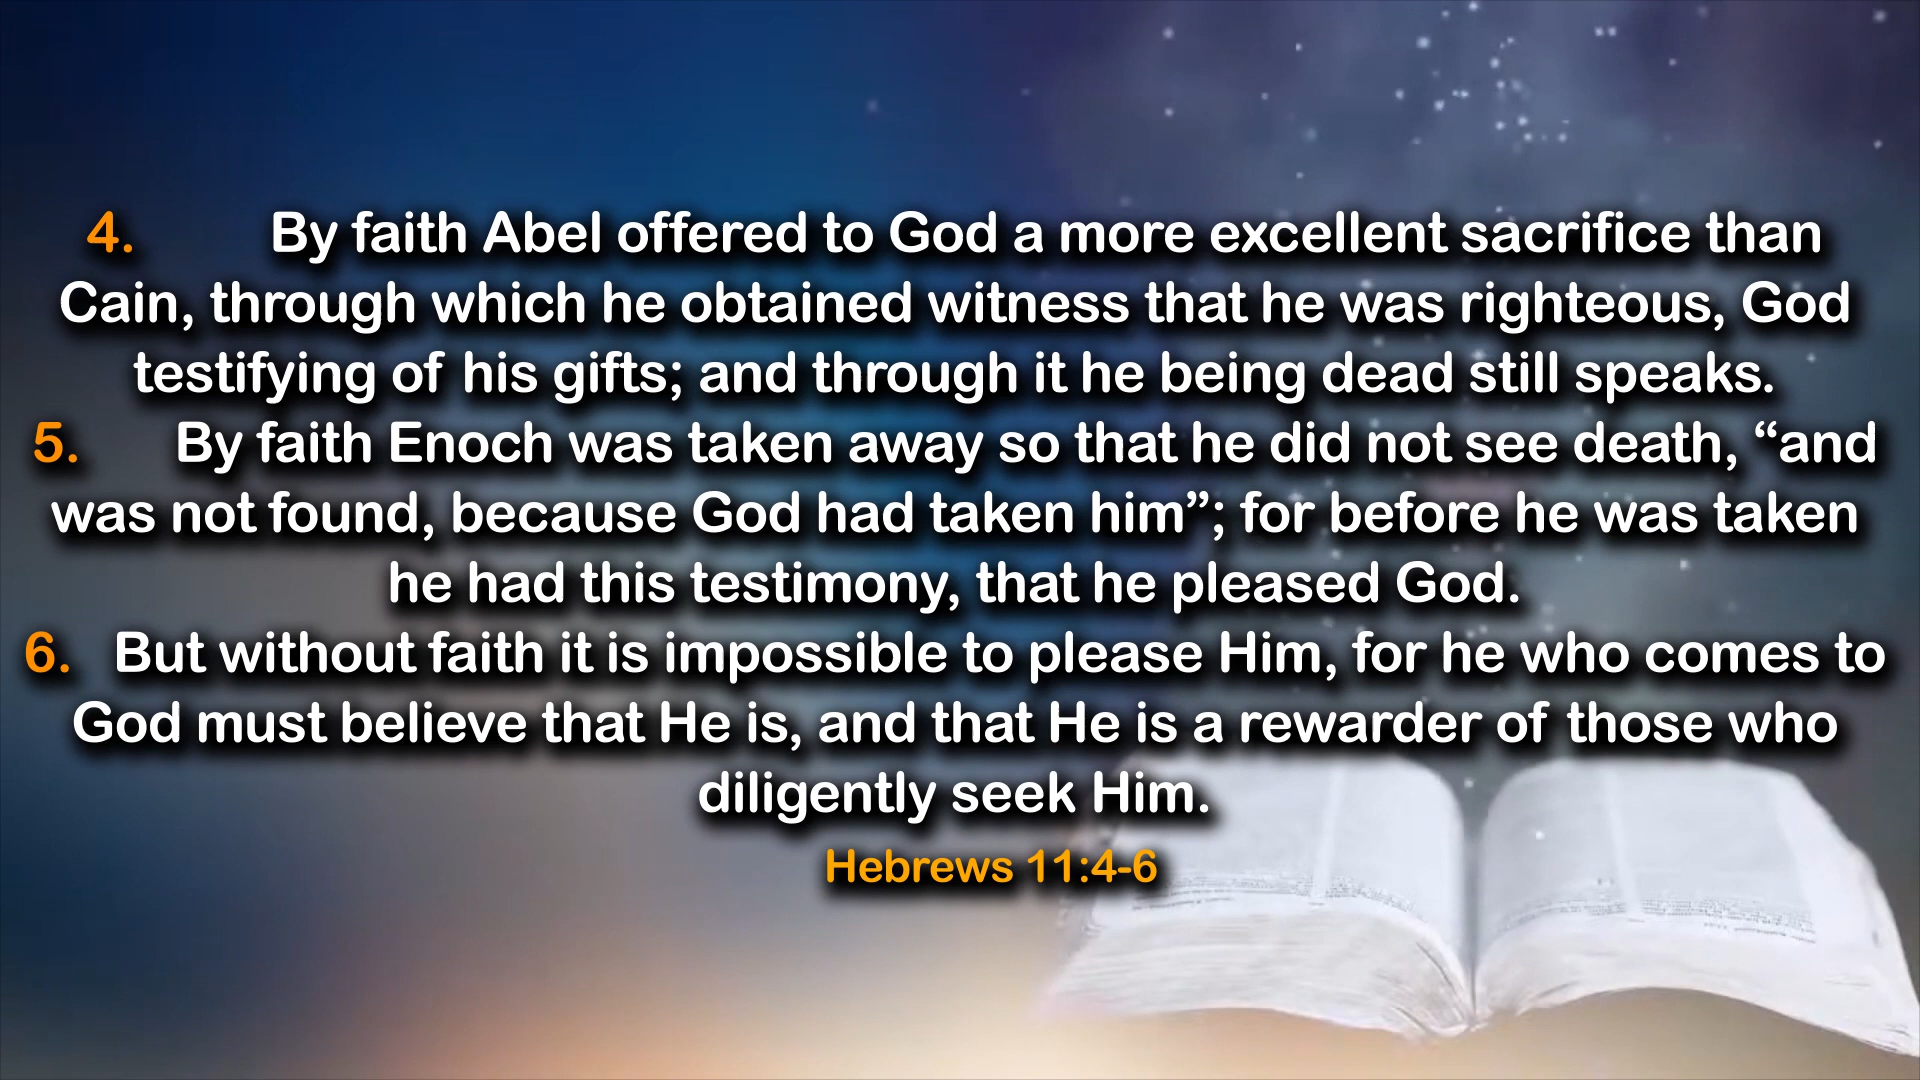 4. By faith Abel offered to God a more excellent sacrifice than
Cain, through which he obtained witness that he was righteous, God
testifying of his gifts; and through it he being dead still speaks.
5. By faith Enoch was taken away so that he did not see death, “and
was not found, because God had taken him”; for before he was taken
he had this testimony, that he pleased God.
6. But without faith it is impossible to please Him, for he who comes to
God must believe that He is, and that He is a rewarder of those who
diligently seek Him.
Hebrews 11:4-6